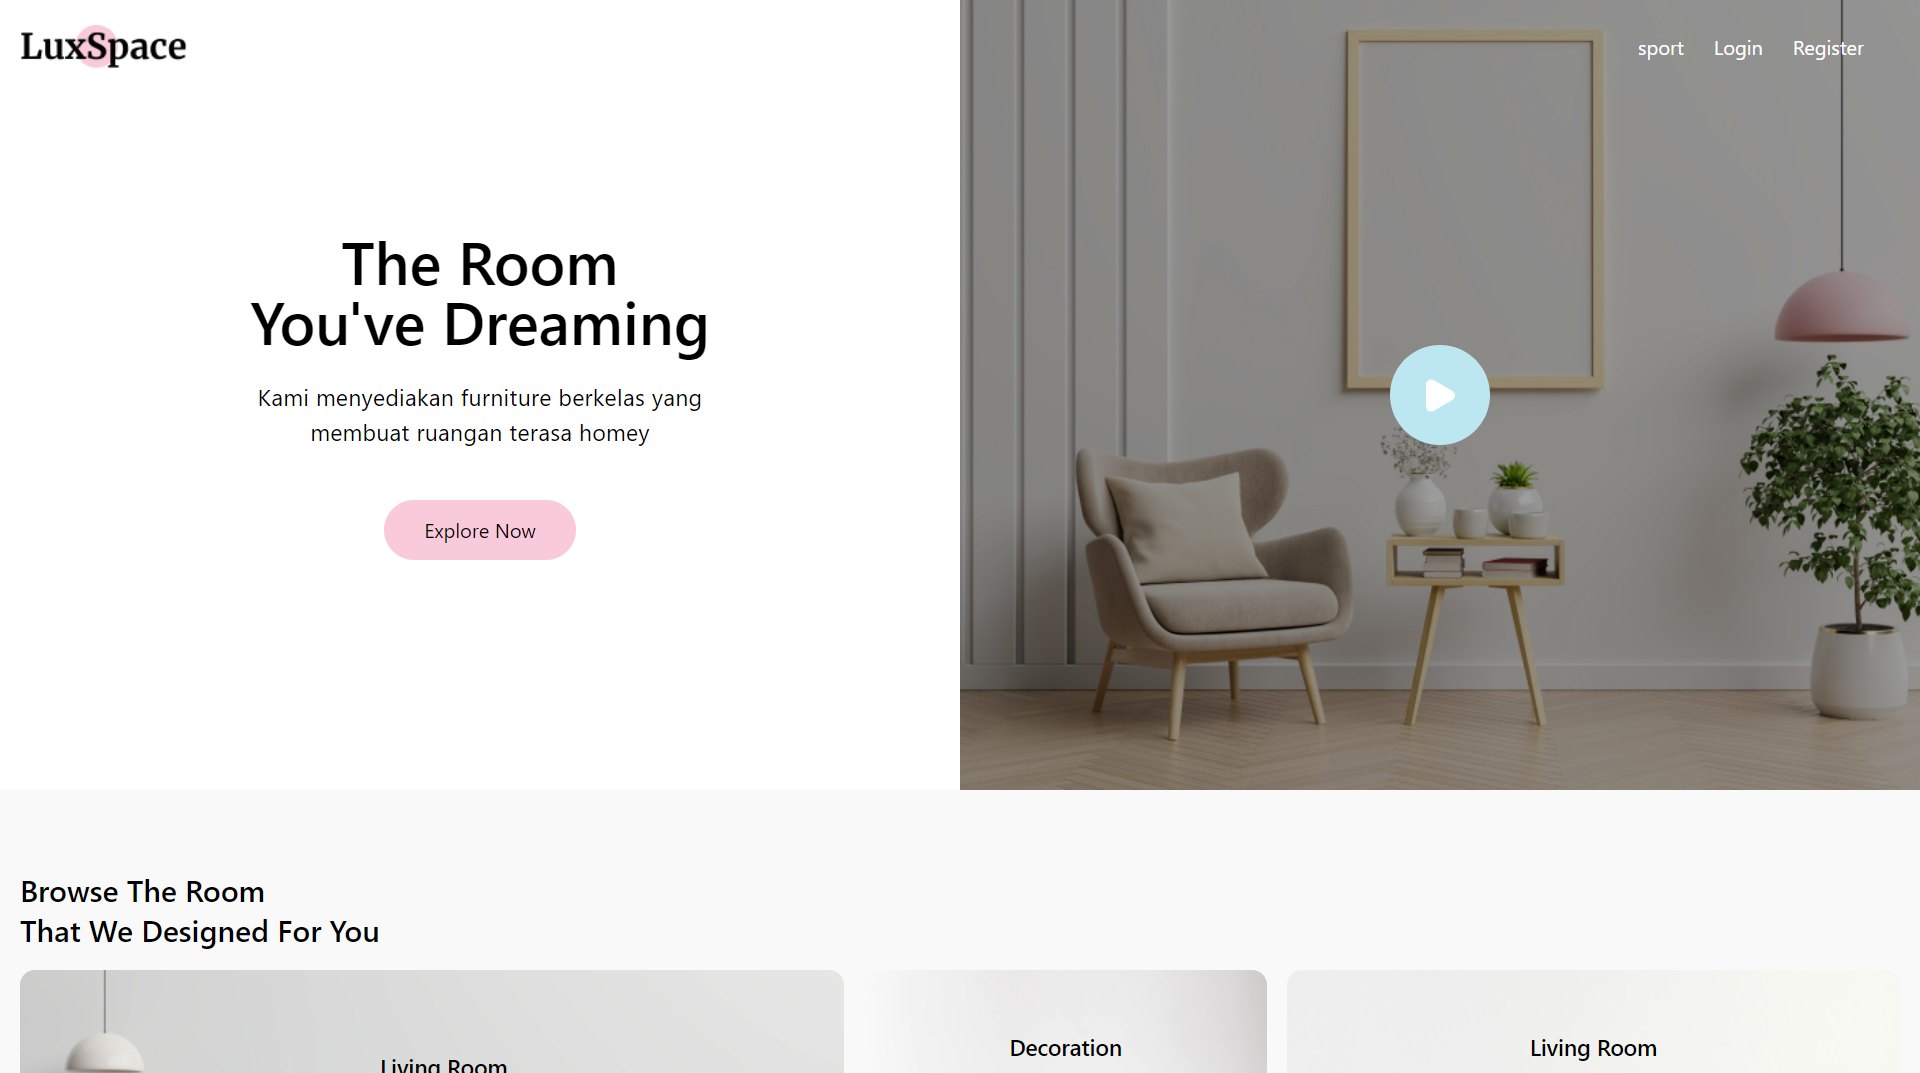 LuxSpace
sport Login Register
The Room
You've Dreaming
Kami menyediakan furniture berkelas yang
membuat ruangan terasa homey
Explore Now
Browse The Room
That We Designed For You
Living Room
Decoration
Living Room